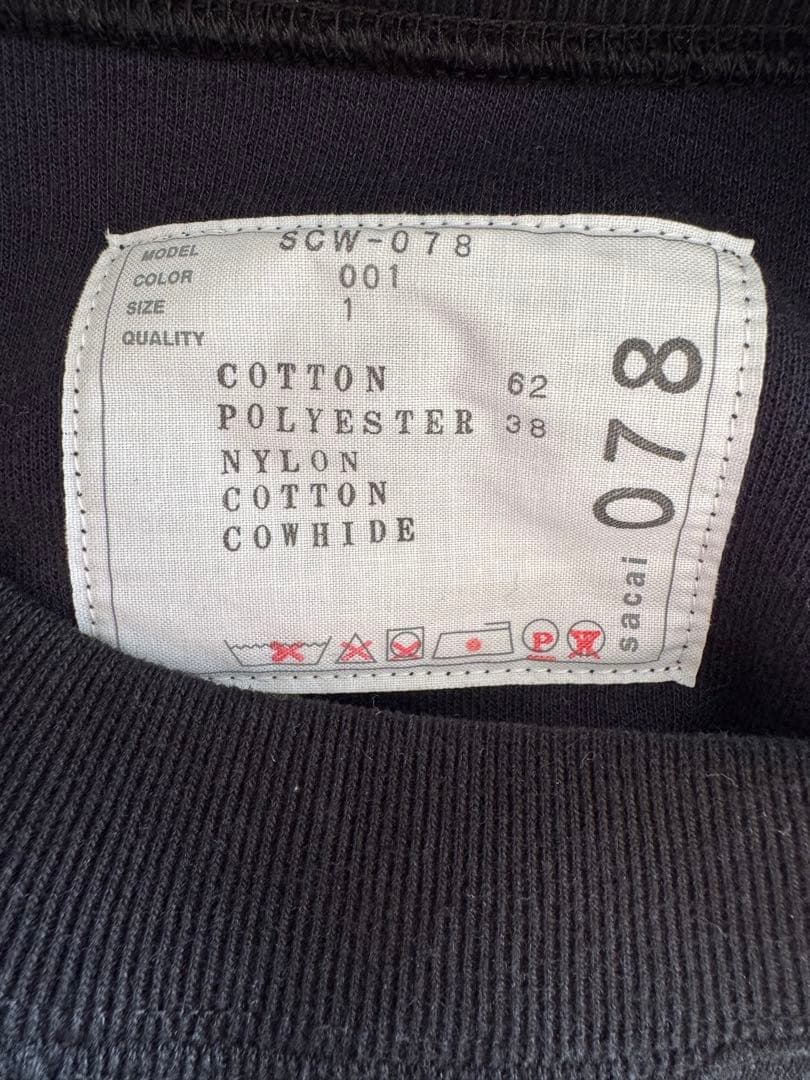 MODEL SCW-078
COLOR 001
SIZE 1
QUALITY
COTTON 62
POLYESTER 38
NYLON
COTTON
COWHIDE
P W
sacai 078